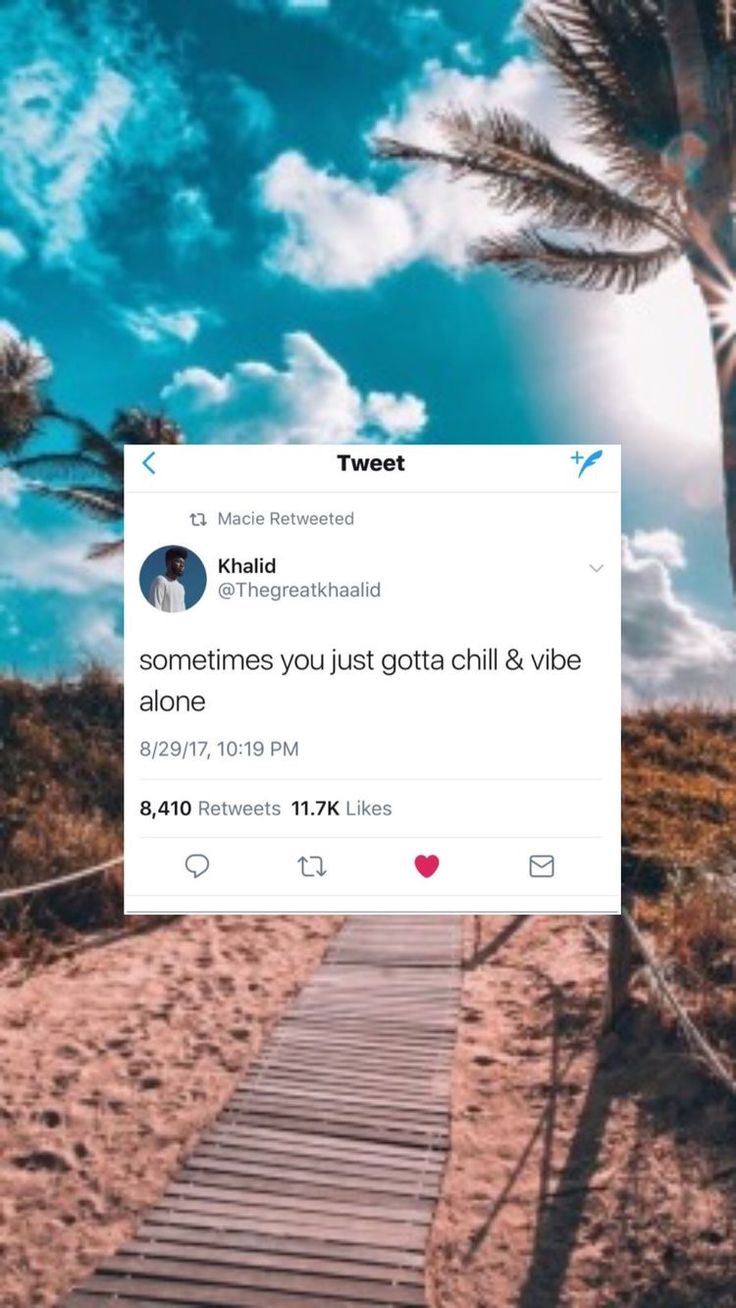 Tweet
Macie Retweeted
Khalid
@Thegreatkhaalid
sometimes you just gotta chill & vibe
alone
8/29/17, 10:19 PM
8,410 Retweets 11.7K Likes